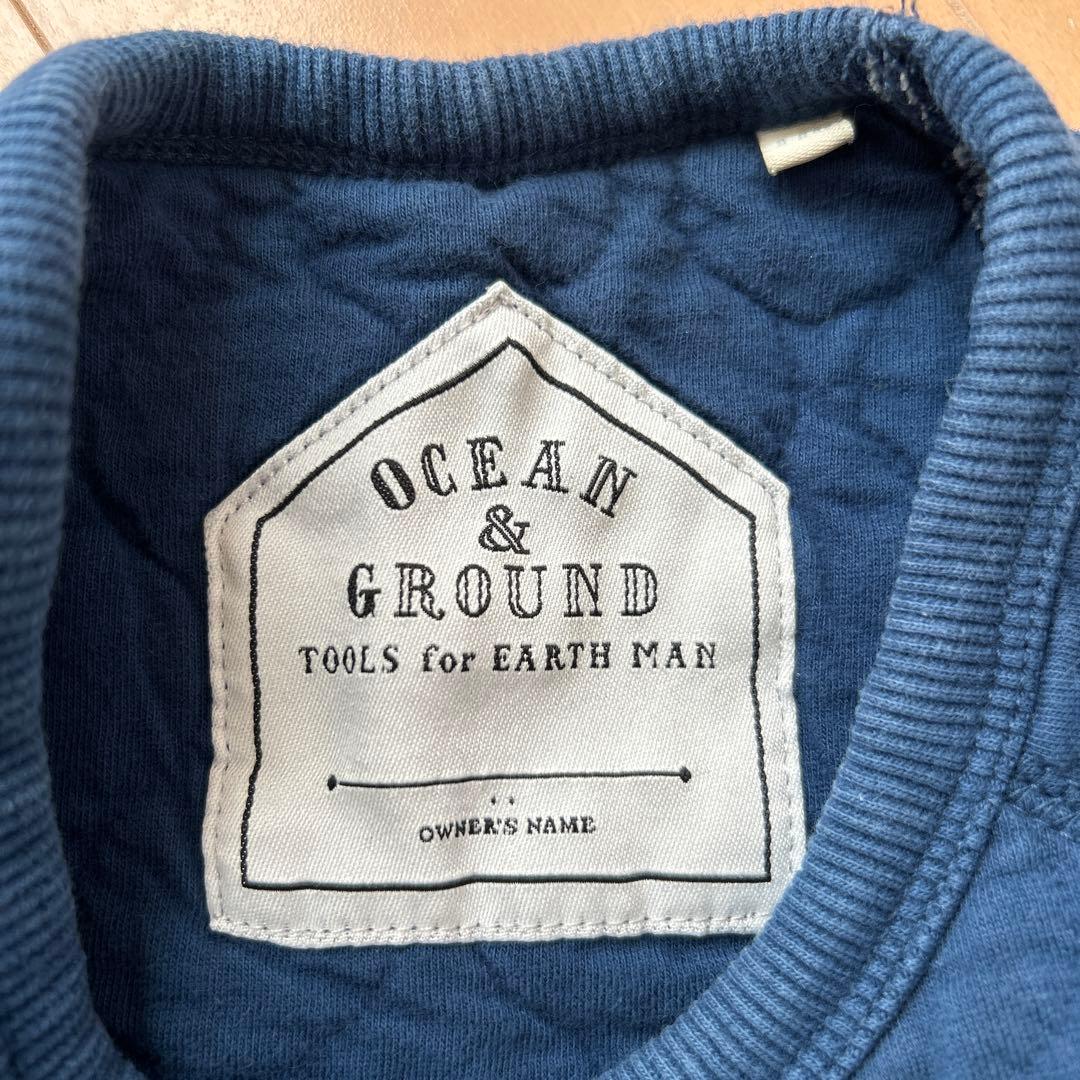 OCEAN
&
GROUND
TOOLS for EARTH MAN
OWNER'S NAME